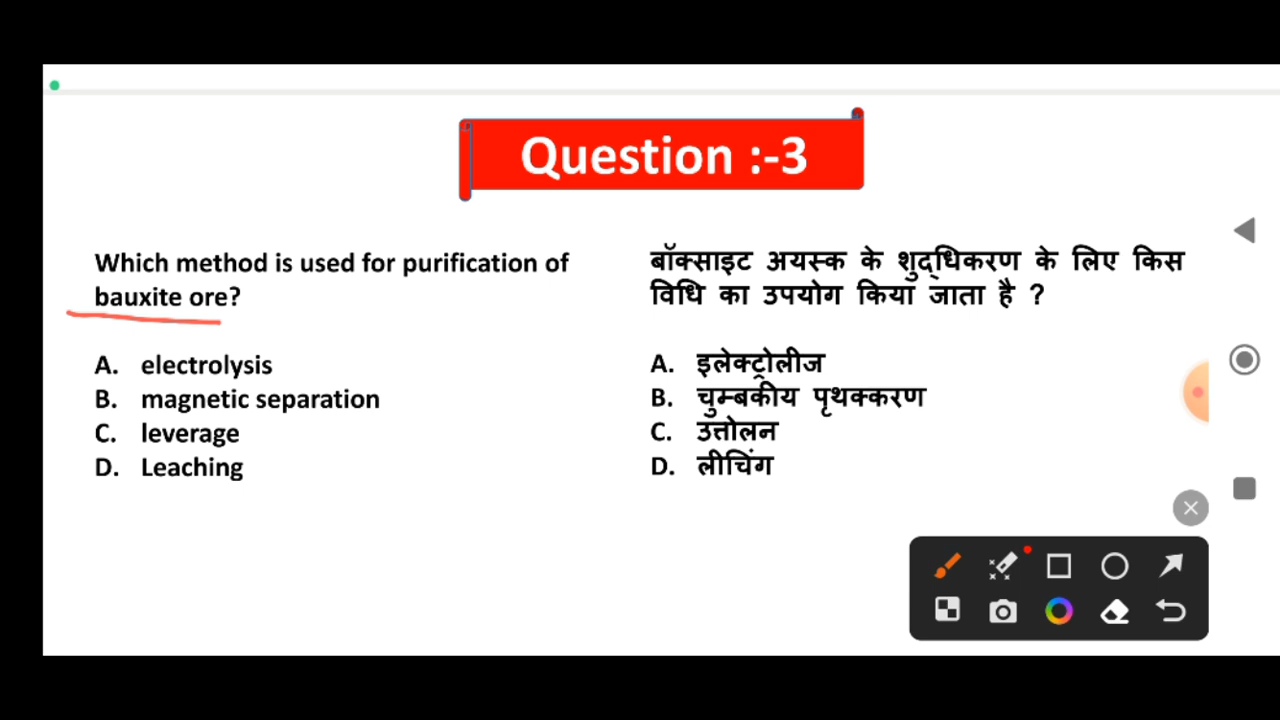 Question :-3
Which method is used for purification of
bauxite ore?
A. electrolysis
B. magnetic separation
C. leverage
D. Leaching
बॉक्साइट अयस्क के शुद्धिकरण के लिए किस
विधि का उपयोग किया जाता है ?
A. इलेक्ट्रोलीज
B. चुम्बकीय पृथक्करण
C. उत्तोलन
D. लीचिंग